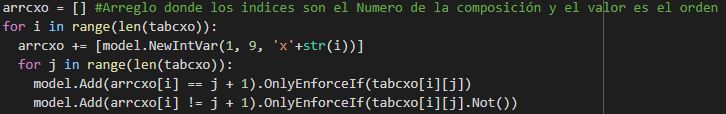 arrcxo = [] #Arreglo donde los indices son el Numero de la composición y el valor es el orden
for i in range(len(tabcxo)):
  arrcxo += [model.NewIntVar(1, 9, 'x'+str(i))]
  for j in range(len(tabcxo)):
    model.Add(arrcxo[i] == j + 1).OnlyEnforceIf(tabcxo[i][j])
    model.Add(arrcxo[i] != j + 1).OnlyEnforceIf(tabcxo[i][j].Not())